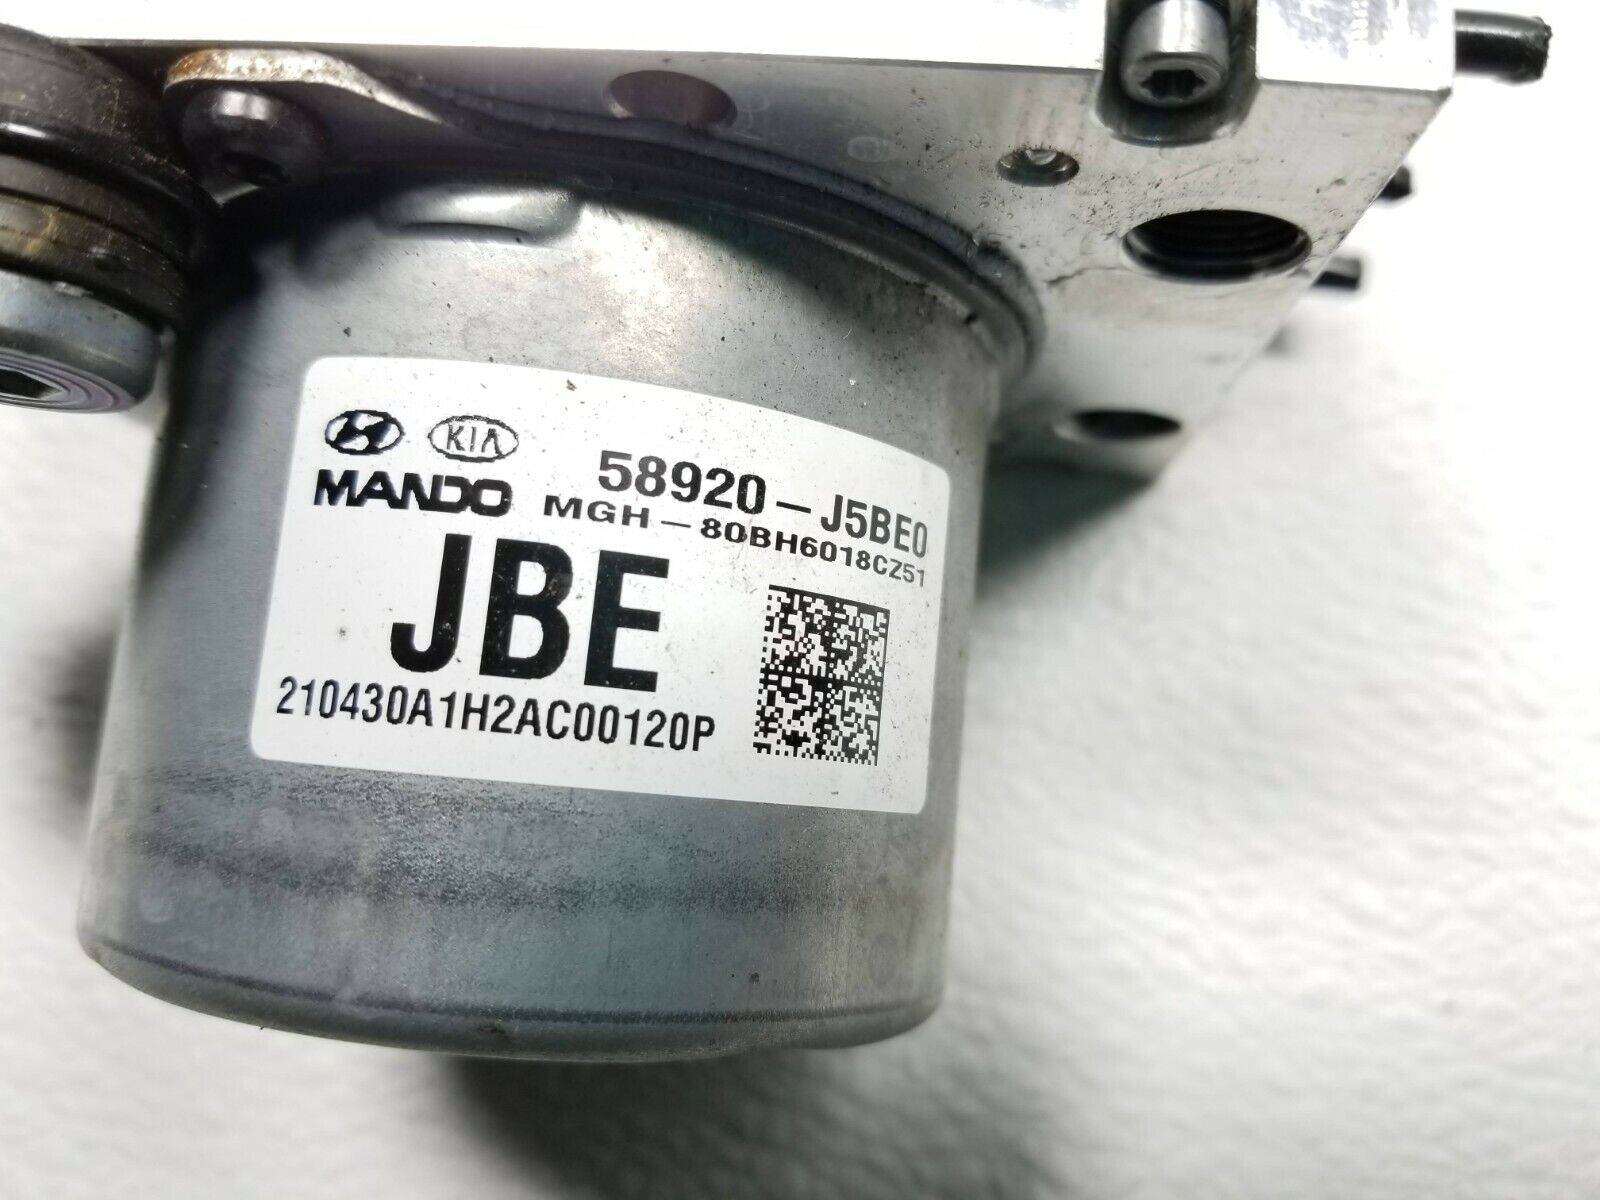 KIA
MANDO
58920-J5BE0
MGH-80BH6018CZ51
JBE
210430A1H2AC00120P